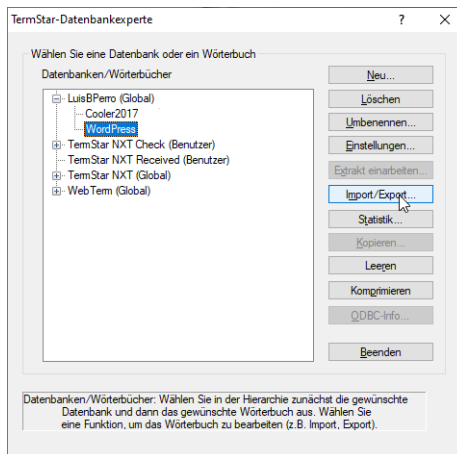 TermStar-Datenbankexperte
Wählen Sie eine Datenbank oder ein Wörterbuch
Datenbanken/Wörterbücher
LuisBPerro (Global)
Cooler2017
WordPress
TermStar NXT Check (Benutzer)
TermStar NXT Received (Benutzer)
TermStar NXT (Global)
WebTerm (Global)
Neu...
Löschen
Umbenennen...
Einstellungen...
Extrakt einarbeiten...
Import/Export...
Statistik...
Kopieren...
Leeren
Komprimieren
ODBC-Info...
Beenden
Datenbanken/Wörterbücher: Wählen Sie in der Hierarchie zunächst die gewünschte
Datenbank und dann das gewünschte Wörterbuch aus. Wählen Sie
eine Funktion, um das Wörterbuch zu bearbeiten (z.B. Import, Export).